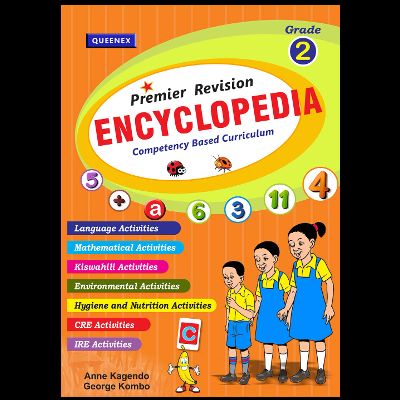 QUEENEX
Grade
2
Premier Revision
ENCYCLOPEDIA
Competency Based Curriculum
5 + a 6 3 11 4
Language Activities
Mathematical Activities
Kiswahili Activities
Environmental Activities
Hygiene and Nutrition Activities
CRE Activities
IRE Activities
C
Anne Kagendo
George Kombo